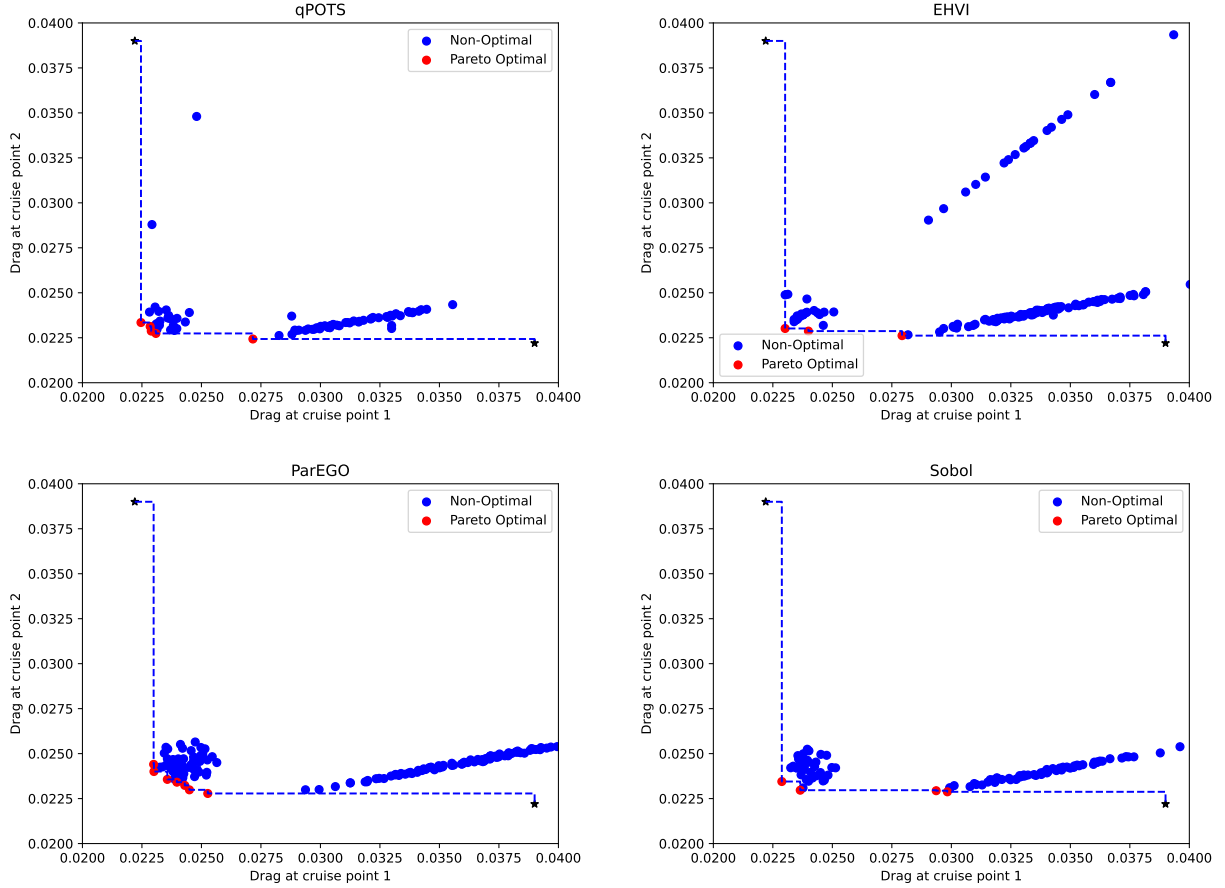 qPOTS
0.0400
0.0375
0.0350
0.0325
0.0300
0.0275
0.0250
0.0225
0.0200
Drag at cruise point 2
Non-Optimal
Pareto Optimal
0.0200 0.0225 0.0250 0.0275 0.0300 0.0325 0.0350 0.0375 0.0400
Drag at cruise point 1
EHVI
0.0400
0.0375
0.0350
0.0325
0.0300
0.0275
0.0250
0.0225
0.0200
Drag at cruise point 2
Non-Optimal
Pareto Optimal
0.0200 0.0225 0.0250 0.0275 0.0300 0.0325 0.0350 0.0375 0.0400
Drag at cruise point 1
ParEGO
0.0400
0.0375
0.0350
0.0325
0.0300
0.0275
0.0250
0.0225
0.0200
Drag at cruise point 2
Non-Optimal
Pareto Optimal
0.0200 0.0225 0.0250 0.0275 0.0300 0.0325 0.0350 0.0375 0.0400
Drag at cruise point 1
Sobol
0.0400
0.0375
0.0350
0.0325
0.0300
0.0275
0.0250
0.0225
0.0200
Drag at cruise point 2
Non-Optimal
Pareto Optimal
0.0200 0.0225 0.0250 0.0275 0.0300 0.0325 0.0350 0.0375 0.0400
Drag at cruise point 1